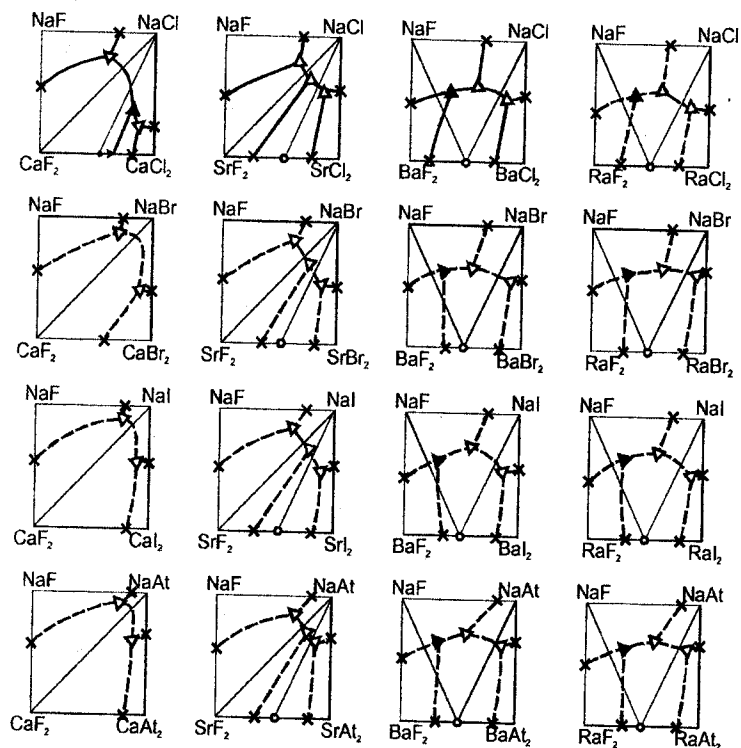 NaF NaCl NaF NaCl NaF NaCl NaF NaCl
CaF₂ CaCl₂ SrF₂ SrCl₂ BaF₂ BaCl₂ RaF₂ RaCl₂
NaF NaBr NaF NaBr NaF NaBr NaF NaBr
CaF₂ CaBr₂ SrF₂ SrBr₂ BaF₂ BaBr₂ RaF₂ RaBr₂
NaF NaI NaF NaI NaF NaI NaF NaI
CaF₂ CaI₂ SrF₂ SrI₂ BaF₂ BaI₂ RaF₂ RaI₂
NaF NaAt NaF NaAt NaF NaAt NaF NaAt
CaF₂ CaAt₂ SrF₂ SrAt₂ BaF₂ BaAt₂ RaF₂ RaAt₂